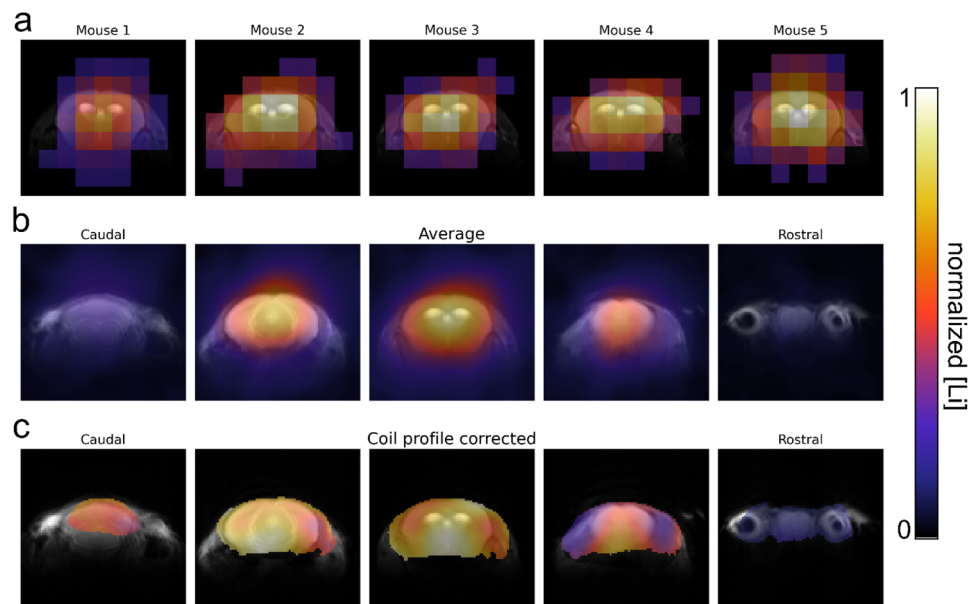 a
Mouse 1
Mouse 2
Mouse 3
Mouse 4
Mouse 5
1
b
Caudal
Average
Rostral
normalized [Li]
c
Caudal
Coil profile corrected
Rostral
0